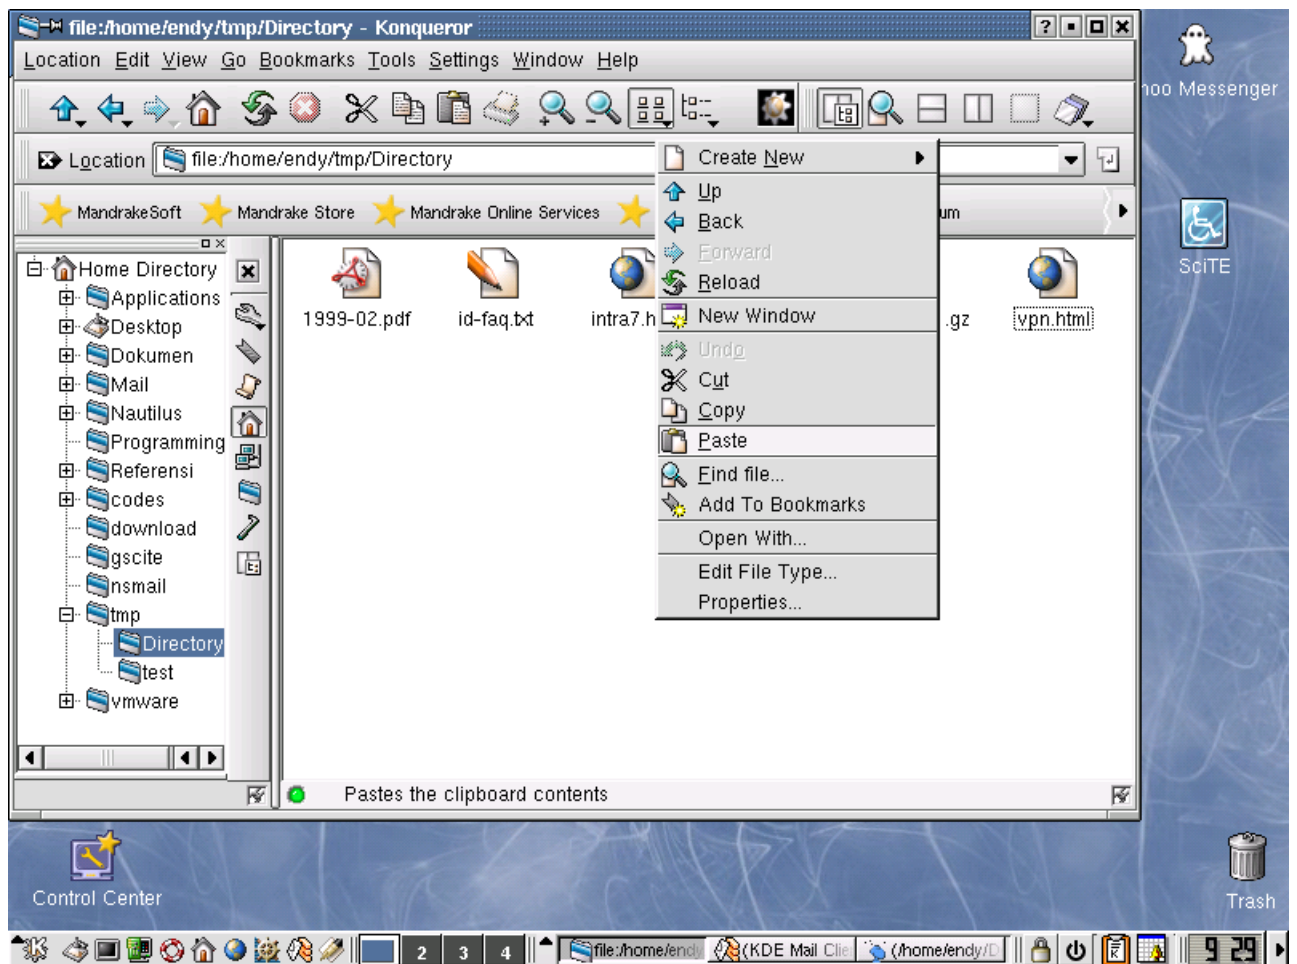 file:/home/endy/tmp/Directory - Konqueror
Location Edit View Go Bookmarks Tools Settings Window Help
Location file:/home/endy/tmp/Directory
MandrakeSoft Mandrake Store Mandrake Online Services um
Home Directory
Applications
Desktop
Dokumen
Mail
Nautilus
Programming
Referensi
codes
download
gscite
nsmail
tmp
Directory
test
vmware
1999-02.pdf id-faq.txt intra7.h .gz vpn.html
Create New
Up
Back
Forward
Reload
New Window
Undo
Cut
Copy
Paste
Find file...
Add To Bookmarks
Open With...
Edit File Type...
Properties...
Pastes the clipboard contents
hoo Messenger
SciTE
Control Center
Trash
2 3 4 file:/home/endy (KDE Mail Clie (/home/endy/D 9 29